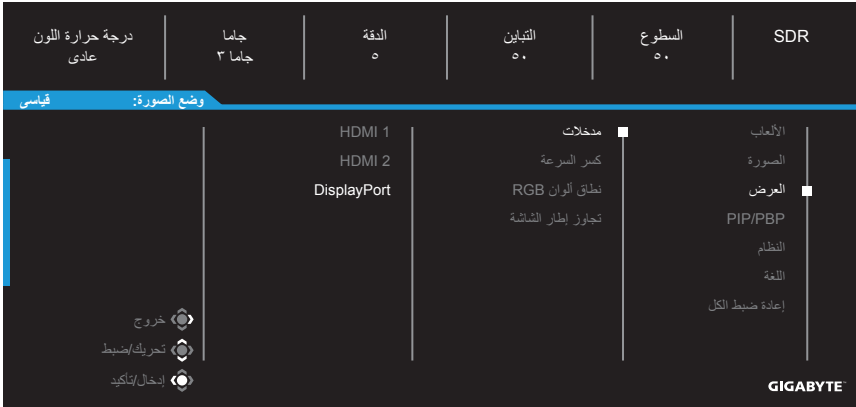 SDR
السطوع
٥٠
التباين
٥٠
الدقة
٥
جاما
جاما ٣
درجة حرارة اللون
عادى
وضع الصورة: قياسى
الألعاب
الصورة
العرض
PIP/PBP
النظام
اللغة
إعادة ضبط الكل
مدخلات
كسر السرعة
نطاق ألوان RGB
تجاوز إطار الشاشة
HDMI 1
HDMI 2
DisplayPort
خروج
تحريك/ضبط
إدخال/تأكيد
GIGABYTE